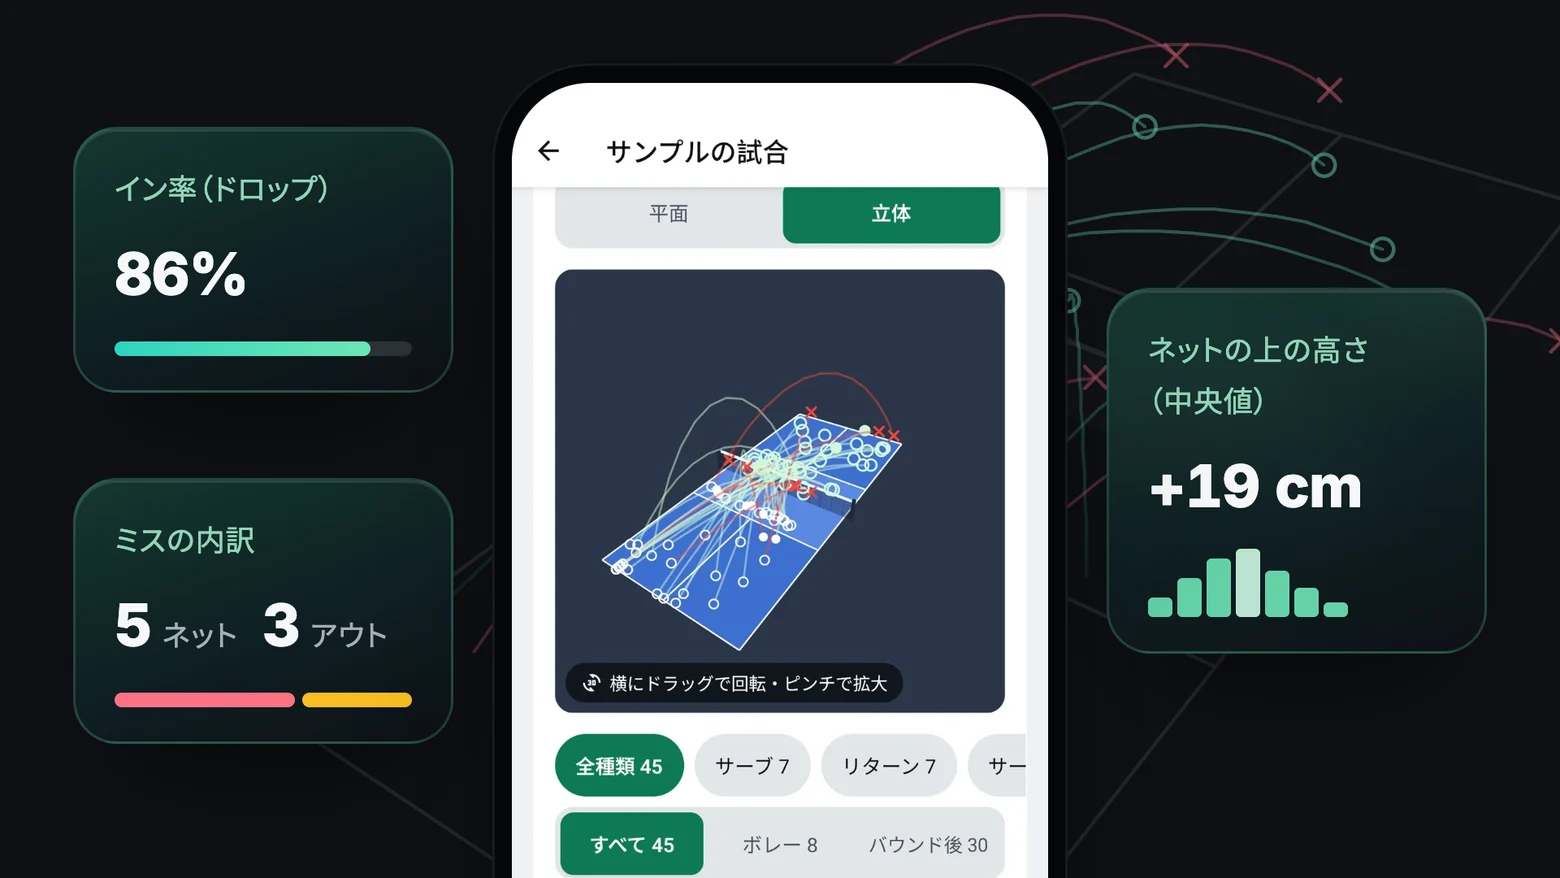 イン率（ドロップ）
86%
ミスの内訳
5 ネット 3 アウト
サンプルの試合
平面 立体
横にドラッグで回転・ピンチで拡大
全種類 45 サーブ 7 リターン 7 サー
すべて 45 ボレー 8 バウンド後 30
ネットの上の高さ
（中央値）
+19 cm